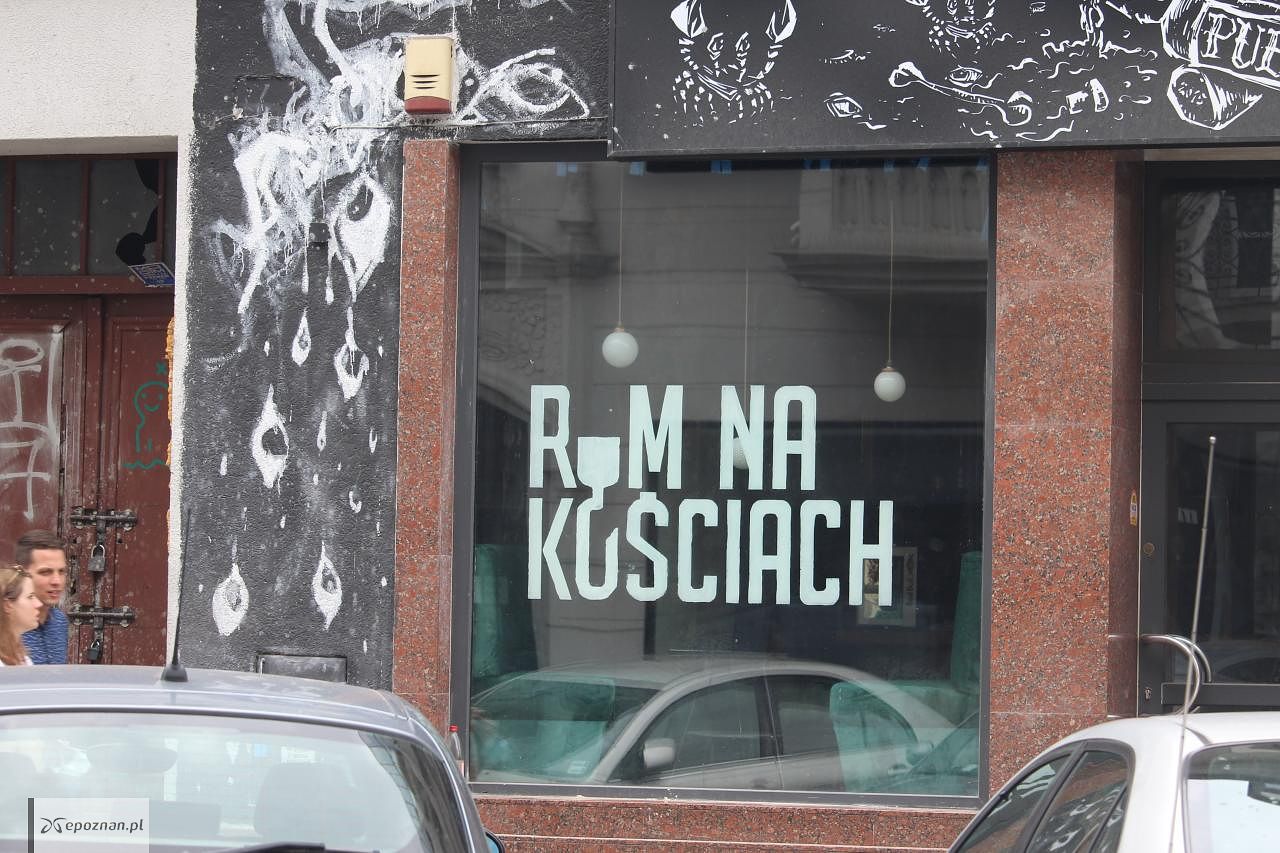 RUM NA
KOŚCIACH
epoznan.pl